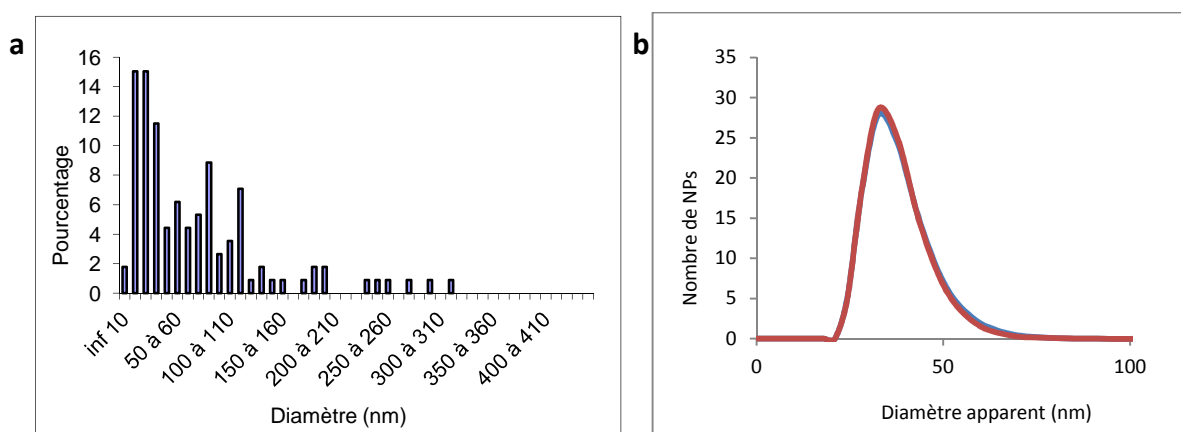 a
Pourcentage
16
14
12
10
8
6
4
2
0
inf 10
50 à 60
100 à 110
150 à 160
200 à 210
250 à 260
300 à 310
350 à 360
400 à 410
Diamètre (nm)
b
Nombre de NPs
35
30
25
20
15
10
5
0
0
50
100
Diamètre apparent (nm)